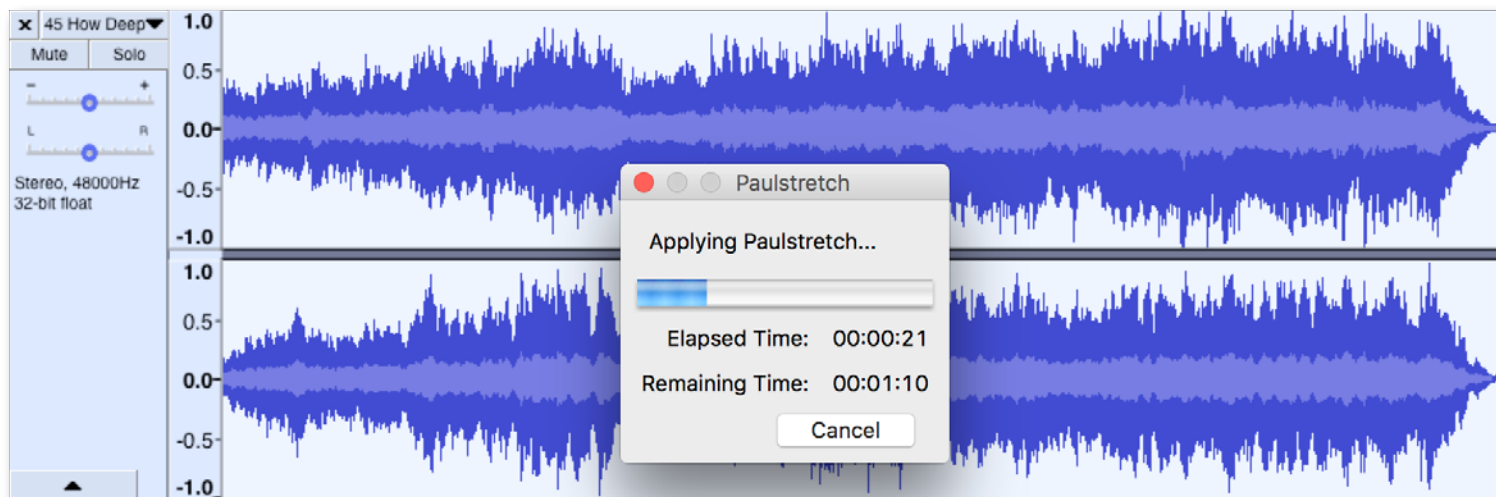 x 45 How Deep
Mute Solo
- +
L R
Stereo, 48000Hz
32-bit float
1.0
0.5
0.0
-0.5
-1.0
1.0
0.5
0.0
-0.5
-1.0
Paulstretch
Applying Paulstretch...
Elapsed Time: 00:00:21
Remaining Time: 00:01:10
Cancel